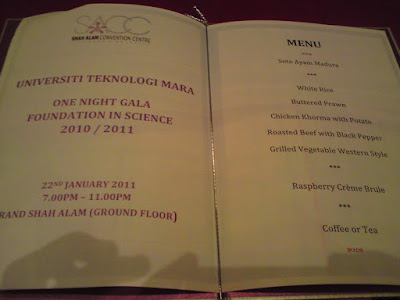 SACC
SHAH ALAM CONVENTION CENTRE
UNIVERSITI TEKNOLOGI MARA
ONE NIGHT GALA
FOUNDATION IN SCIENCE
2010 / 2011
22ND JANUARY 2011
7.00PM – 11.00PM
RAND SHAH ALAM (GROUND FLOOR)
MENU
***
Soto Ayam Madura
***
White Rice
Buttered Prawn
Chicken Khorma with Potato
Roasted Beef with Black Pepper
Grilled Vegetable Western Style
***
Raspberry Crème Brule
***
Coffee or Tea